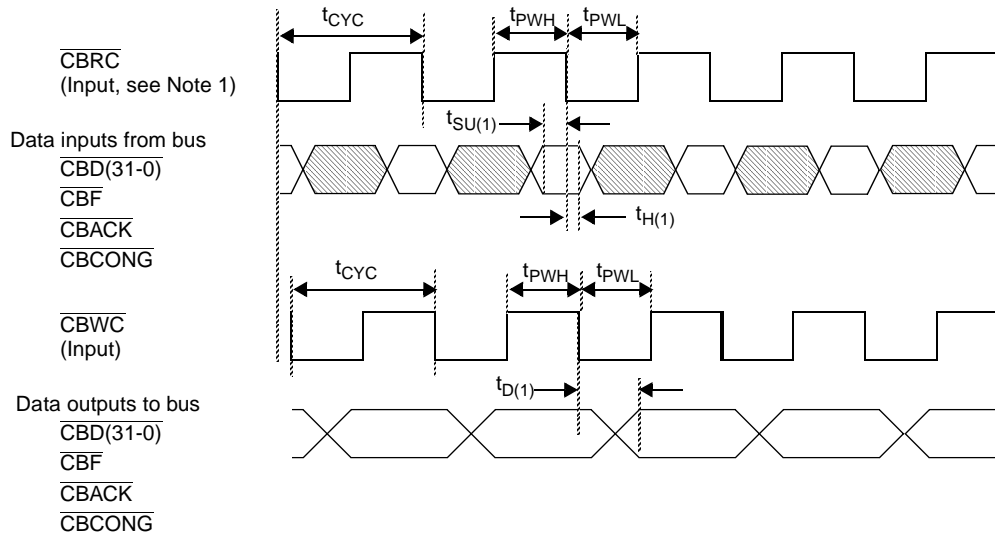 tCYC tPWH tPWL
CBRC
(Input, see Note 1)
tSU(1)
Data inputs from bus
CBD(31-0)
CBF
tH(1)
CBACK
CBCONG
tCYC tPWH tPWL
CBWC
(Input)
tD(1)
Data outputs to bus
CBD(31-0)
CBF
CBACK
CBCONG